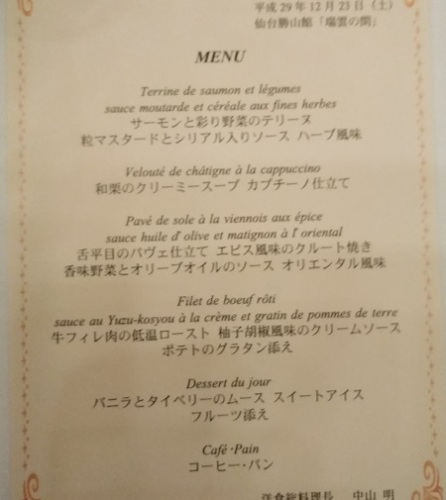 平成29年12月23日(土)
仙台勝山館「瑞雲の間」
MENU
Terrine de saumon et légumes
sauce moutarde et céréale aux fines herbes
サーモンと彩り野菜のテリーヌ
粒マスタードとシリアル入りソース ハーブ風味
Velouté de châtigne à la cappuccino
和栗のクリーミースープ カプチーノ仕立て
Pavé de sole à la viennois aux épice
sauce huile d' olive et matignon à l' oriental
舌平目のパヴェ仕立て エピス風味のクルート焼き
香味野菜とオリーブオイルのソース オリエンタル風味
Filet de boeuf rôti
sauce au Yuzu-kosyou à la crème et gratin de pommes de terre
牛フィレ肉の低温ロースト 柚子胡椒風味のクリームソース
ポテトのグラタン添え
Dessert du jour
バニラとタイベリーのムース スイートアイス
フルーツ添え
Café・Pain
コーヒー・パン
洋食総料理長 中山 明